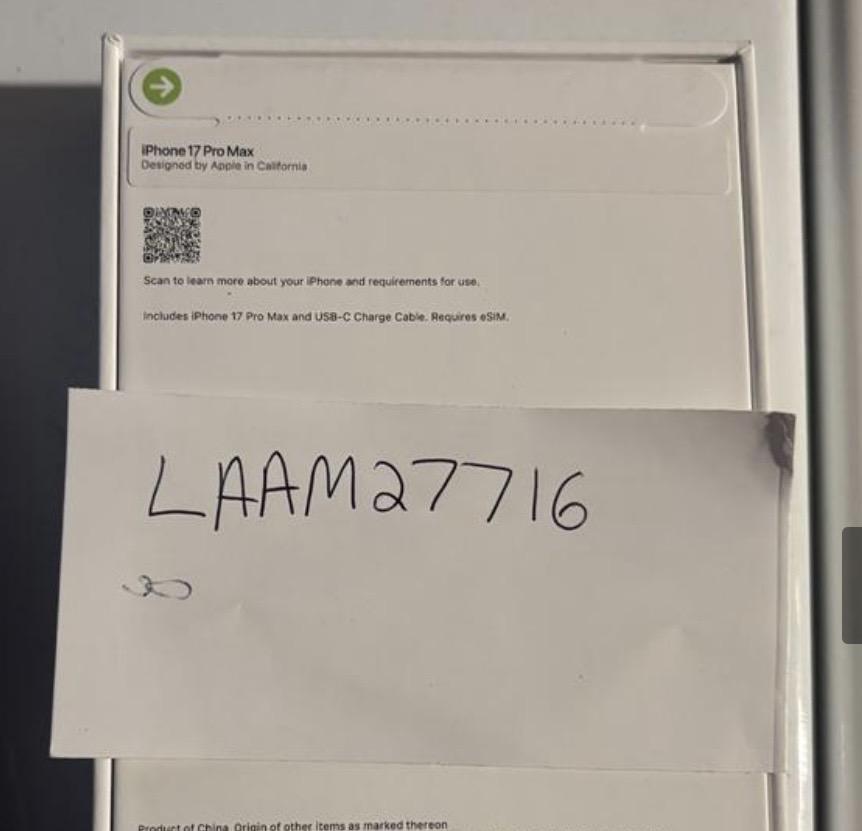 iPhone 17 Pro Max
Designed by Apple in California
Scan to learn more about your iPhone and requirements for use.
Includes iPhone 17 Pro Max and USB-C Charge Cable. Requires eSIM.
LAAM27716
Product of China. Origin of other items as marked thereon